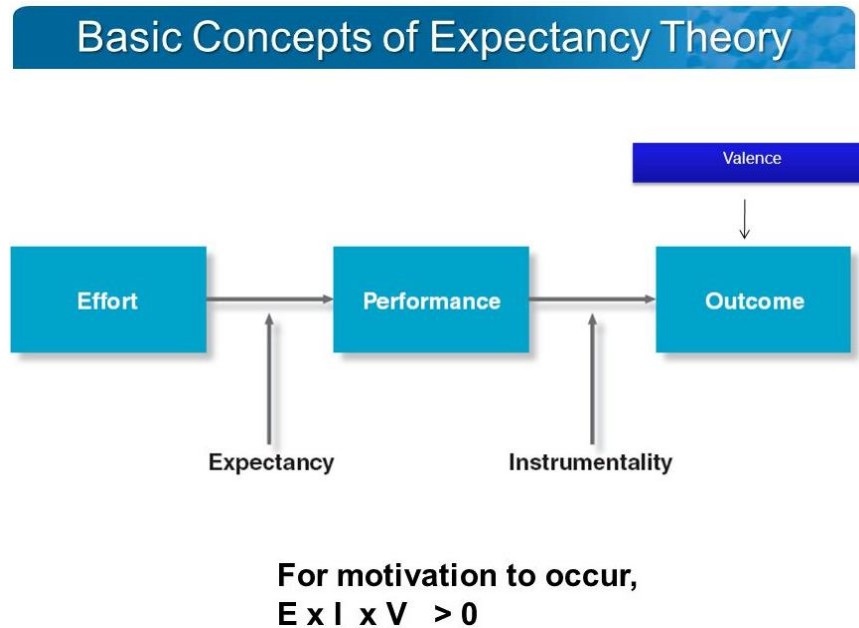 Basic Concepts of Expectancy Theory
Valence
Effort
Performance
Outcome
Expectancy
Instrumentality
For motivation to occur,
E x I x V > 0